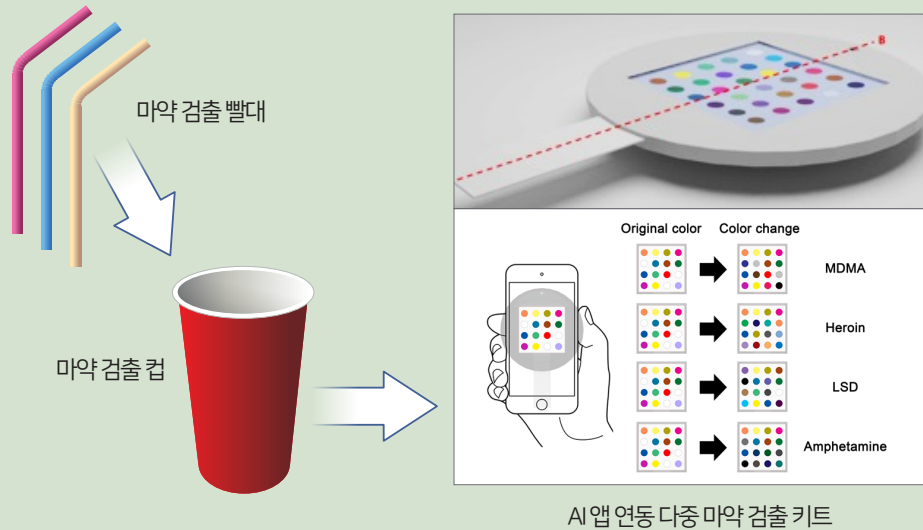 마약 검출 빨대
마약 검출 컵
B
Original color
Color change
MDMA
Heroin
LSD
Amphetamine
AI 앱 연동 다중 마약 검출 키트